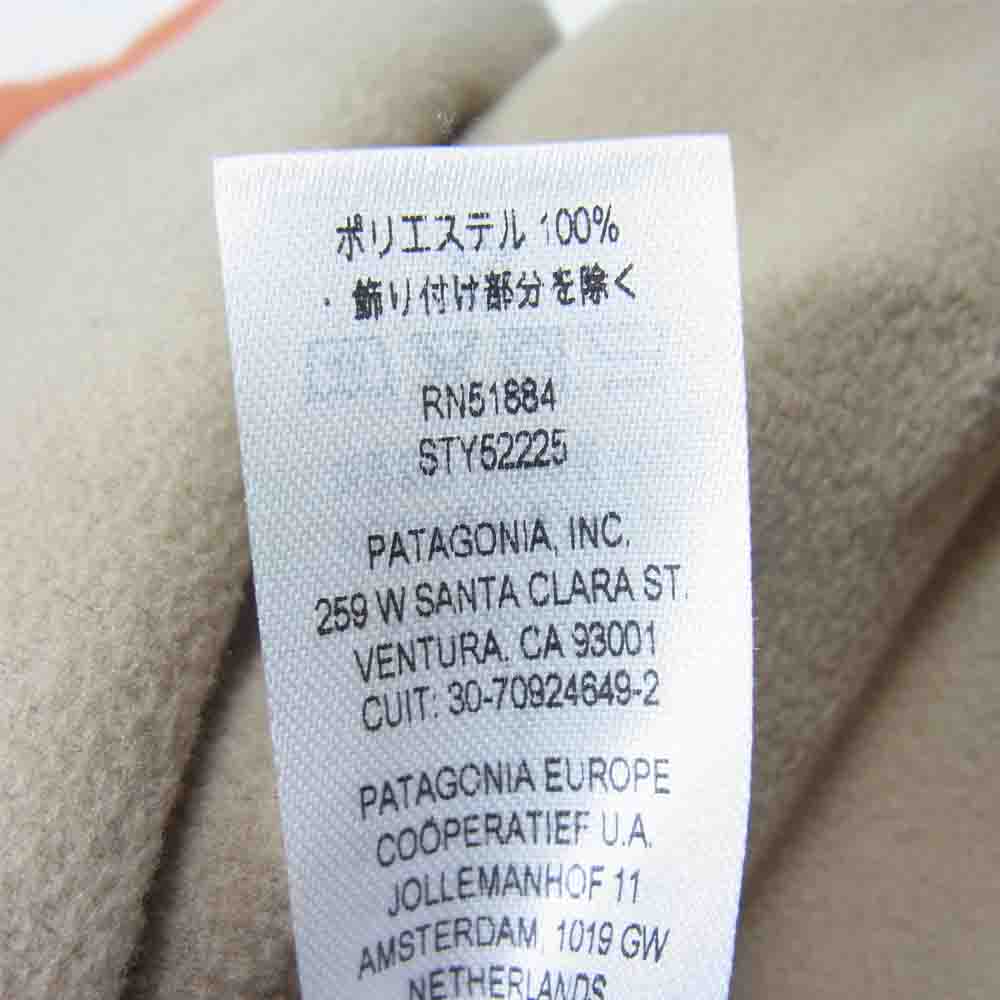 ポリエステル 100%
・飾り付け部分を除く
RN51884
STY52225
PATAGONIA, INC.
259 W SANTA CLARA ST.
VENTURA. CA 93001
CUIT: 30-70924649-2
PATAGONIA EUROPE
COÖPERATIEF U.A.
JOLLEMANHOF 11
AMSTERDAM, 1019 GW
NETHERLANDS